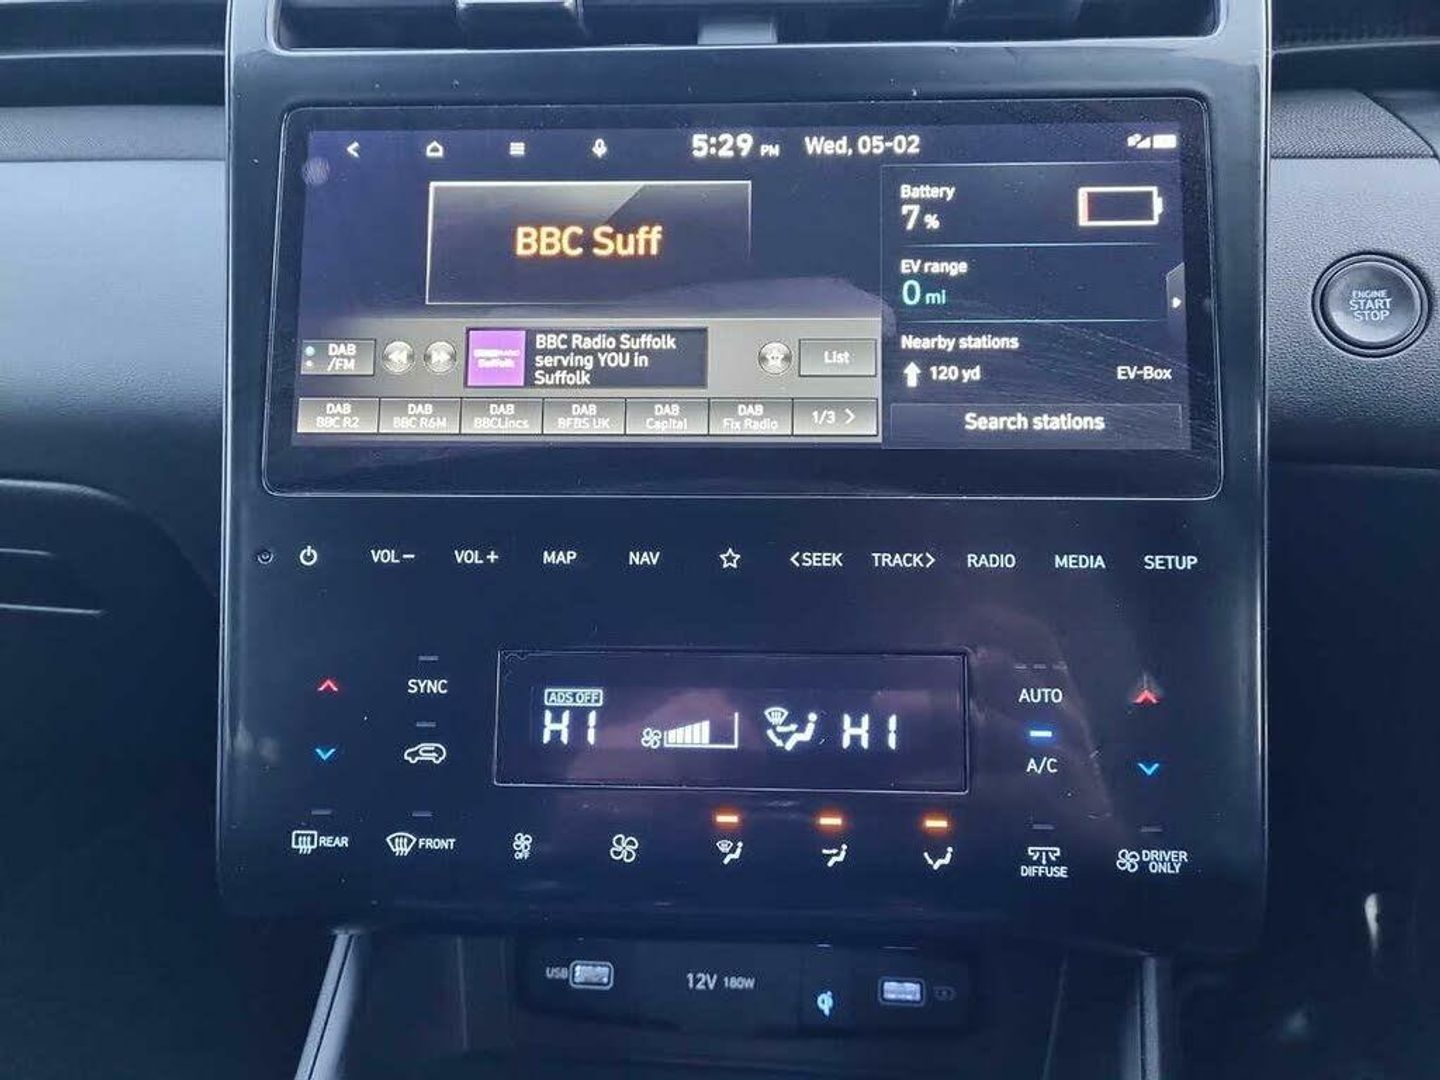 5:29 PM Wed, 05-02
BBC Suff
Battery
7 %
EV range
0 mi
Nearby stations
120 yd EV-Box
Search stations
DAB
/FM
BBC Radio Suffolk
serving YOU in
Suffolk
List
DAB
BBC R2
DAB
BBC R6M
DAB
BBCLincs
DAB
BFBS UK
DAB
Capital
DAB
Fix Radio
1/3 >
ENGINE
START
STOP
VOL− VOL+ MAP NAV <SEEK TRACK> RADIO MEDIA SETUP
SYNC
ADS OFF
HI HI
AUTO
A/C
REAR
FRONT
OFF
DIFFUSE
DRIVER
ONLY
USB
12V 180W